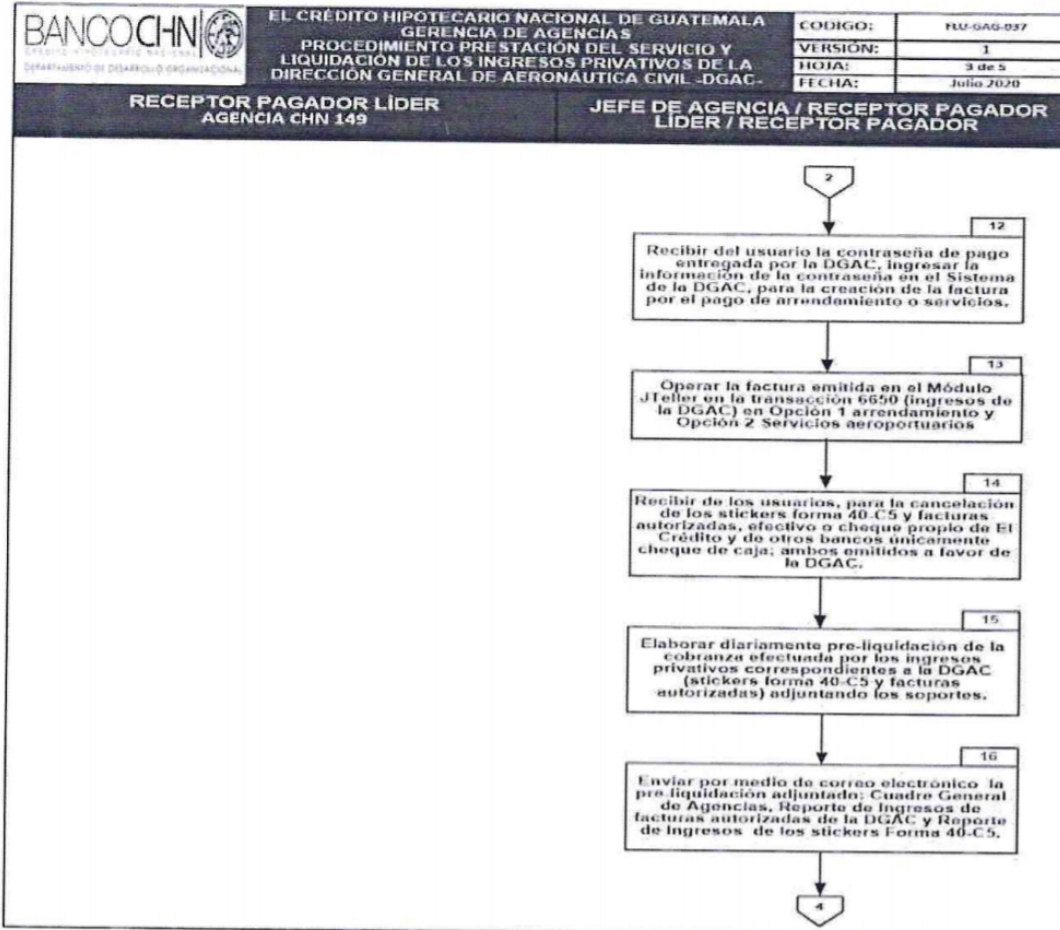 BANCOCHN
CRÉDITO HIPOTECARIO NACIONAL
DEPARTAMENTO DE DESARROLLO ORGANIZACIONAL
EL CRÉDITO HIPOTECARIO NACIONAL DE GUATEMALA
GERENCIA DE AGENCIAS
PROCEDIMIENTO PRESTACIÓN DEL SERVICIO Y
LIQUIDACIÓN DE LOS INGRESOS PRIVATIVOS DE LA
DIRECCIÓN GENERAL DE AERONÁUTICA CIVIL -DGAC-
CODIGO: FLU-GAG-037
VERSIÓN: 1
HOJA: 3 de 5
FECHA: Julio 2020
RECEPTOR PAGADOR LÍDER
AGENCIA CHN 149
JEFE DE AGENCIA / RECEPTOR PAGADOR
LÍDER / RECEPTOR PAGADOR
2
12
Recibir del usuario la contraseña de pago
entregada por la DGAC, ingresar la
información de la contraseña en el Sistema
de la DGAC, para la creación de la factura
por el pago de arrendamiento o servicios.
13
Operar la factura emitida en el Módulo
JTeller en la transacción 6650 (ingresos de
la DGAC) en Opción 1 arrendamiento y
Opción 2 Servicios aeroportuarios
14
Recibir de los usuarios, para la cancelación
de los stickers forma 40-C5 y facturas
autorizadas, efectivo o cheque propio de El
Crédito y de otros bancos únicamente
cheque de caja; ambos emitidos a favor de
la DGAC.
15
Elaborar diariamente pre-liquidación de la
cobranza efectuada por los ingresos
privativos correspondientes a la DGAC
(stickers forma 40-C5 y facturas
autorizadas) adjuntando los soportes.
16
Enviar por medio de correo electrónico la
pre-liquidación adjuntado: Cuadre General
de Agencias, Reporte de Ingresos de
facturas autorizadas de la DGAC y Reporte
de Ingresos de los stickers Forma 40-C5.
4